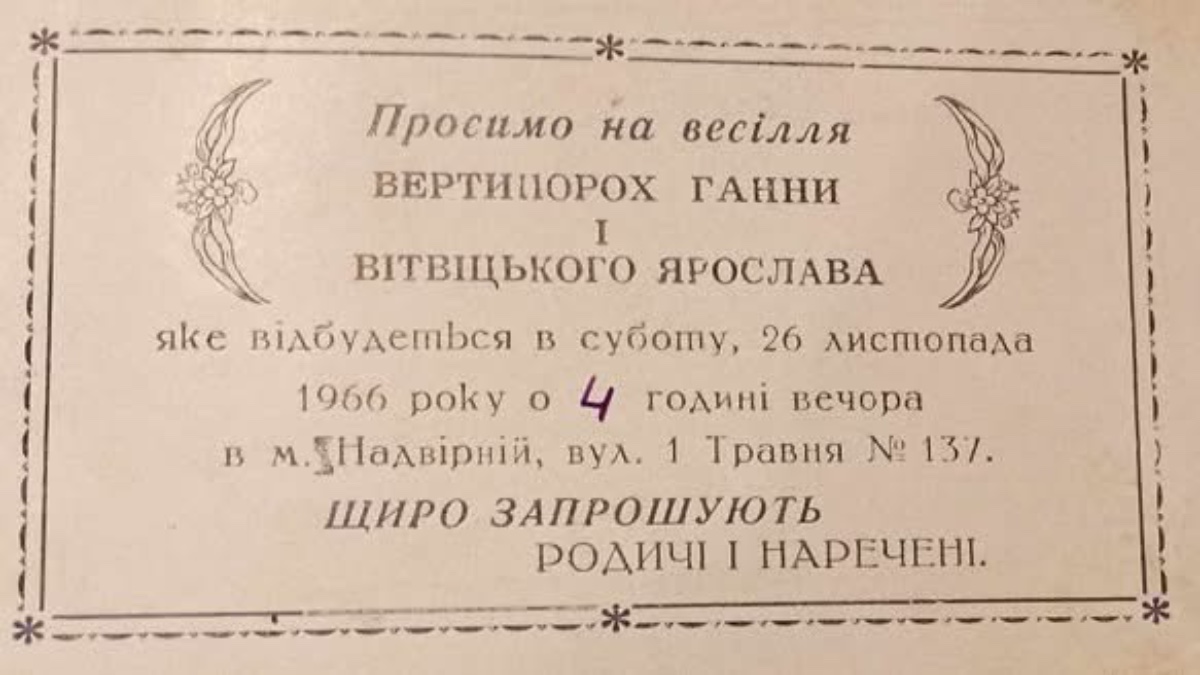 Просимо на весілля
ВЕРТИПОРОХ ГАННИ
І
ВІТВІЦЬКОГО ЯРОСЛАВА
яке відбудеться в суботу, 26 листопада
1966 року о 4 годині вечора
в м. Надвірній, вул. 1 Травня № 137.
ЩИРО ЗАПРОШУЮТЬ
РОДИЧІ І НАРЕЧЕНІ.